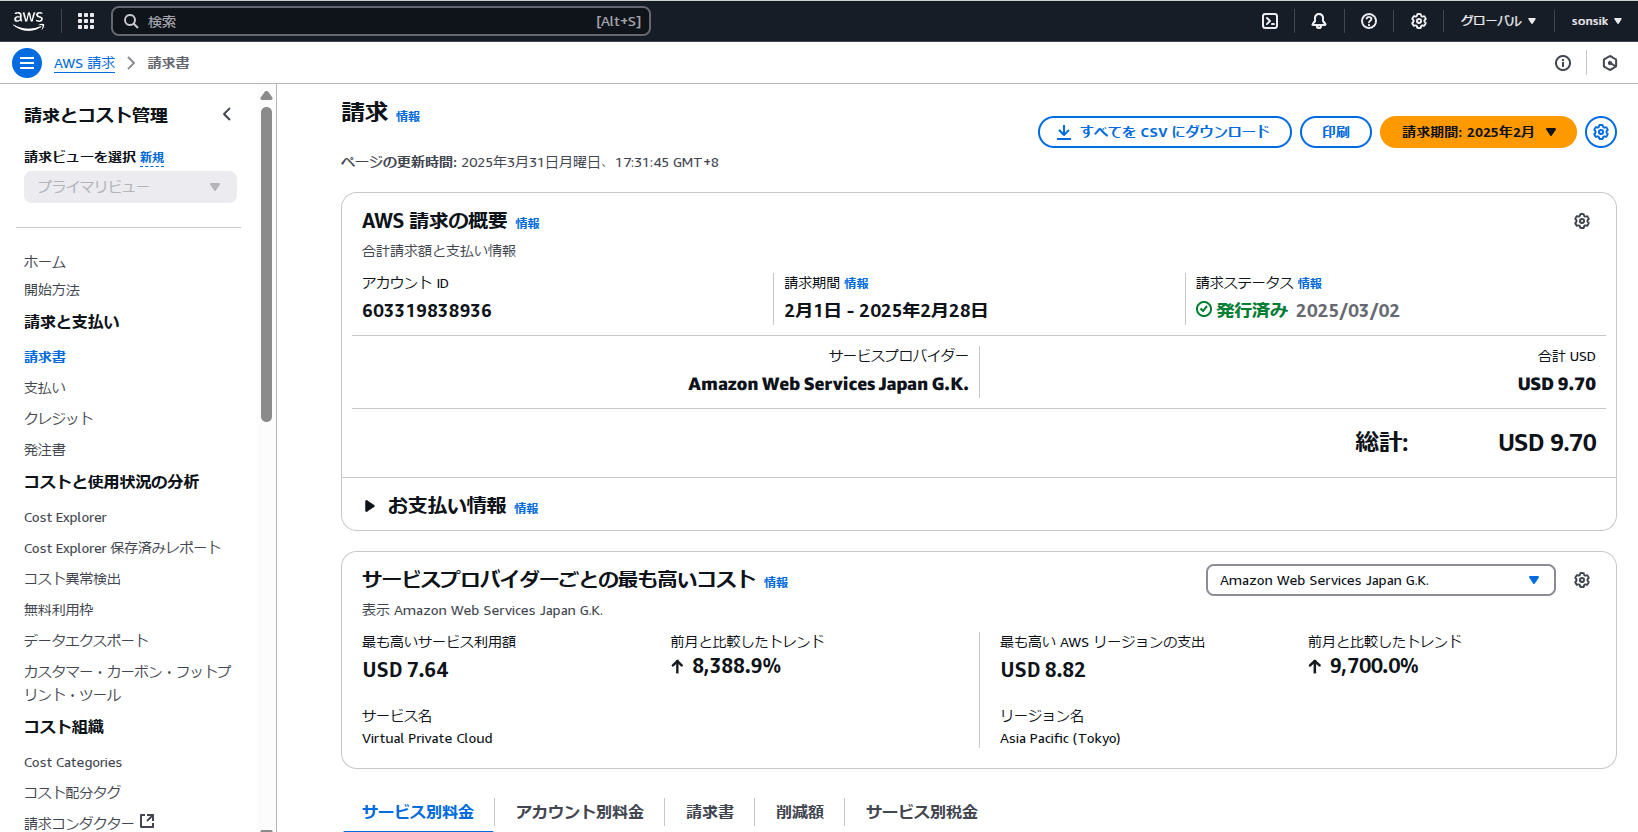 aws
検索 [Alt+S]
グローバル ▼
sonsik ▼
AWS 請求 > 請求書
請求とコスト管理
請求ビューを選択 新規
プライマリビュー ▼
ホーム
開始方法
請求と支払い
請求書
支払い
クレジット
発注書
コストと使用状況の分析
Cost Explorer
Cost Explorer 保存済みレポート
コスト異常検出
無料利用枠
データエクスポート
カスタマー・カーボン・フットプ
リント・ツール
コスト組織
Cost Categories
コスト配分タグ
請求コンダクター
請求 情報
すべてを CSV にダウンロード
印刷
請求期間: 2025年2月 ▼
ページの更新時間: 2025年3月31日月曜日、17:31:45 GMT+8
AWS 請求の概要 情報
合計請求額と支払い情報
アカウント ID
603319838936
請求期間 情報
2月1日 - 2025年2月28日
請求ステータス 情報
発行済み 2025/03/02
サービスプロバイダー
Amazon Web Services Japan G.K.
合計 USD
USD 9.70
総計: USD 9.70
お支払い情報 情報
サービスプロバイダーごとの最も高いコスト 情報
Amazon Web Services Japan G.K.
表示 Amazon Web Services Japan G.K.
最も高いサービス利用額
USD 7.64
前月と比較したトレンド
↑ 8,388.9%
最も高い AWS リージョンの支出
USD 8.82
前月と比較したトレンド
↑ 9,700.0%
サービス名
Virtual Private Cloud
リージョン名
Asia Pacific (Tokyo)
サービス別料金
アカウント別料金
請求書
削減額
サービス別税金